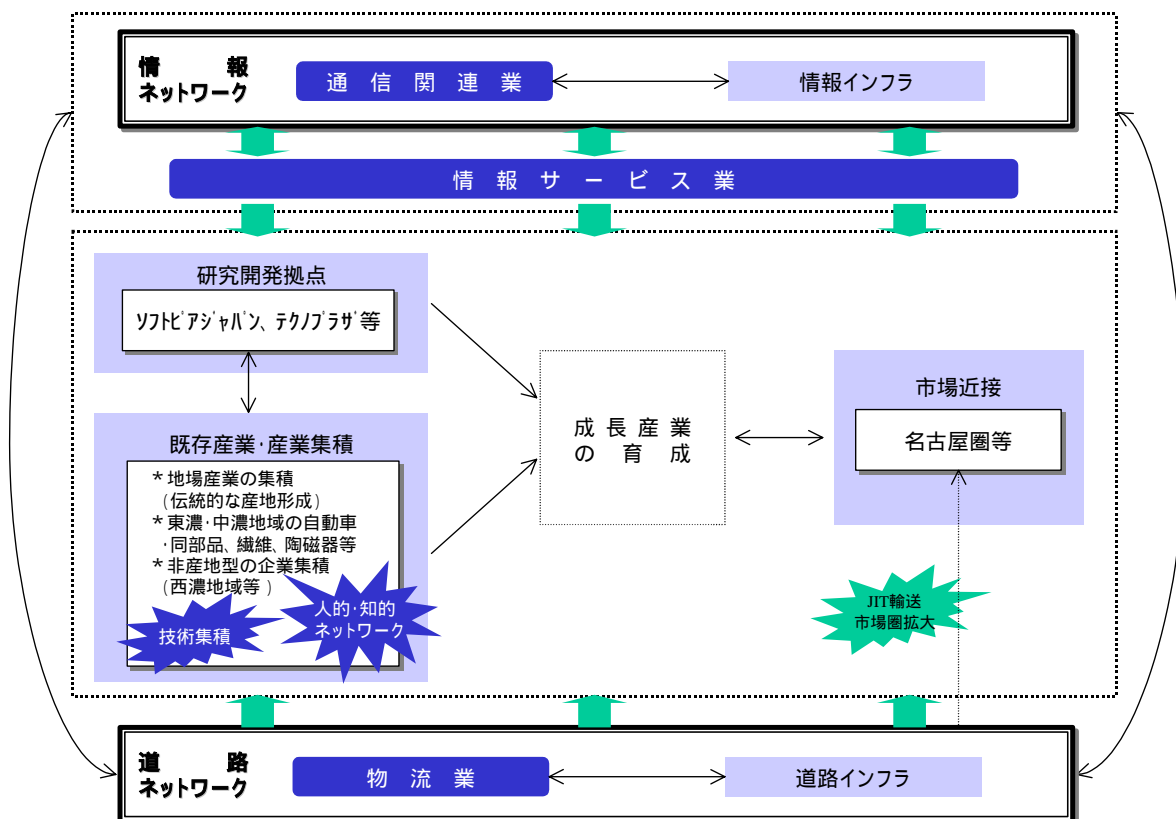 情報
ネットワーク
通信関連業
情報インフラ
情報サービス業
研究開発拠点
ｿﾌﾄﾋﾟｱｼﾞｬﾊﾟﾝ、ﾃｸﾉﾌﾟﾗｻﾞ等
既存産業･産業集積
*地場産業の集積
(伝統的な産地形成)
*東濃･中濃地域の自動車
･同部品、繊維、陶磁器等
*非産地型の企業集積
(西濃地域等)
技術集積
人的･知的
ネットワーク
成長産業
の育成
市場近接
名古屋圏等
JIT輸送
市場圏拡大
道路
ネットワーク
物流業
道路インフラ